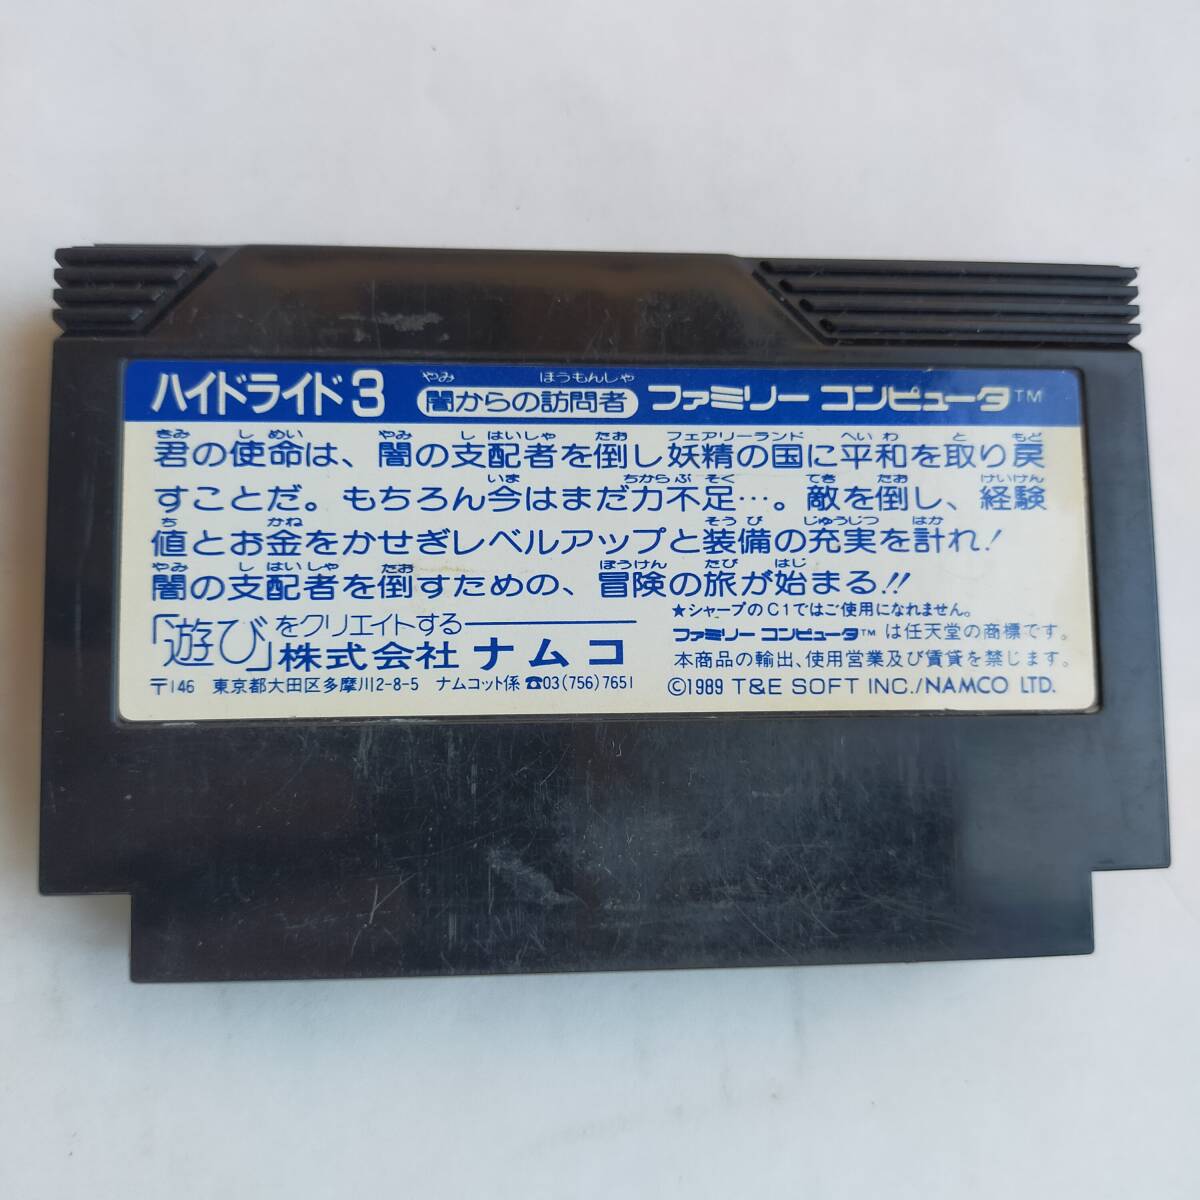 ハイドライド3 闇からの訪問者 ファミリー コンピュータ™
やみ ほうもんしゃ
きみ しめい やみ しはいしゃ たお フェアリーランド へいわ と もど
君の使命は、闇の支配者を倒し妖精の国に平和を取り戻
いま ちからぶそく てき たお けいけん
すことだ。もちろん今はまだ力不足…。敵を倒し、経験
ち かね そうび じゅうじつ はか
値とお金をかせぎレベルアップと装備の充実を計れ!
やみ しはいしゃ たお ぼうけん たび はじ
闇の支配者を倒すための、冒険の旅が始まる!!
★シャープのC1ではご使用になれません。
「遊び」をクリエイトする
株式会社ナムコ
〒146 東京都大田区多摩川2-8-5 ナムコット係 ☎03(756)7651
ファミリー コンピュータ™ は任天堂の商標です。
本商品の輸出、使用営業及び賃貸を禁じます。
©1989 T&E SOFT INC./NAMCO LTD.